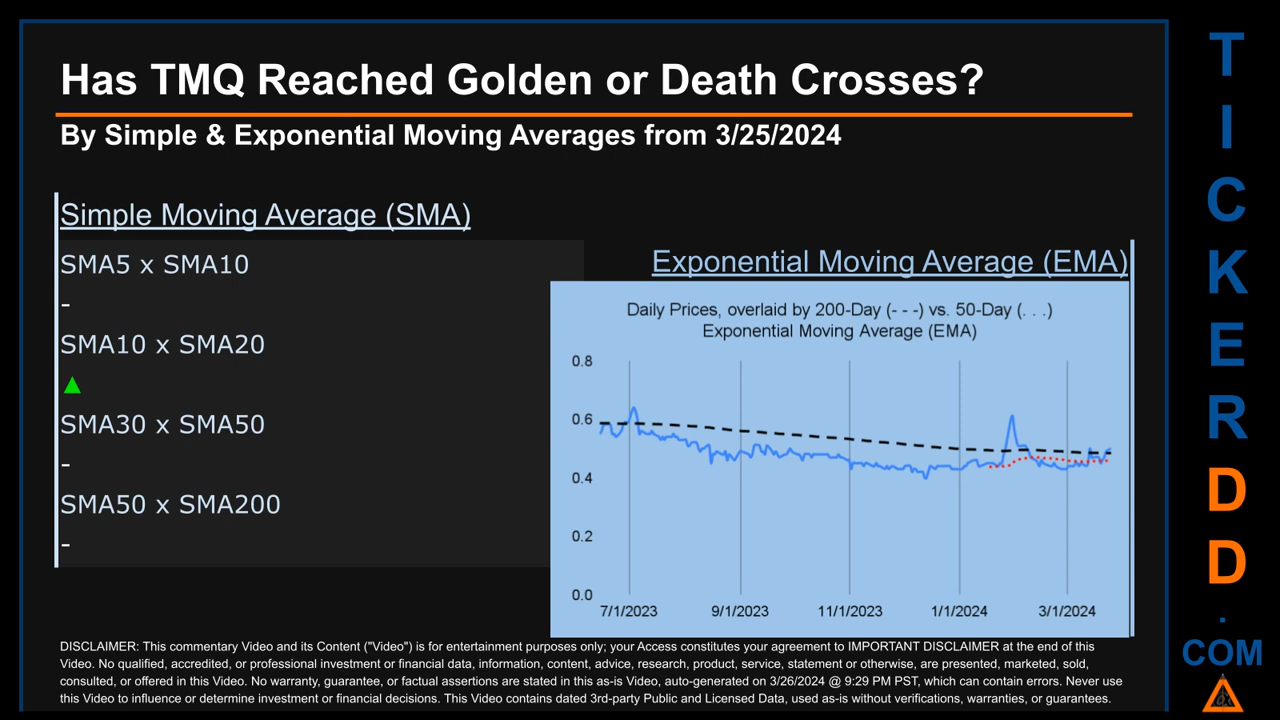 Has TMQ Reached Golden or Death Crosses?
By Simple & Exponential Moving Averages from 3/25/2024
Simple Moving Average (SMA)
SMA5 x SMA10
-
SMA10 x SMA20
▲
SMA30 x SMA50
-
SMA50 x SMA200
-
Exponential Moving Average (EMA)
Daily Prices, overlaid by 200-Day (- - -) vs. 50-Day (. . .)
Exponential Moving Average (EMA)
0.8
0.6
0.4
0.2
0.0
7/1/2023 9/1/2023 11/1/2023 1/1/2024 3/1/2024
DISCLAIMER: This commentary Video and its Content ("Video") is for entertainment purposes only; your Access constitutes your agreement to IMPORTANT DISCLAIMER at the end of this
Video. No qualified, accredited, or professional investment or financial data, information, content, advice, research, product, service, statement or otherwise, are presented, marketed, sold,
consulted, or offered in this Video. No warranty, guarantee, or factual assertions are stated in this as-is Video, auto-generated on 3/26/2024 @ 9:29 PM PST, which can contain errors. Never use
this Video to influence or determine investment or financial decisions. This Video contains dated 3rd-party Public and Licensed Data, used as-is without verifications, warranties, or guarantees.
T
I
C
K
E
R
D
D
.
COM